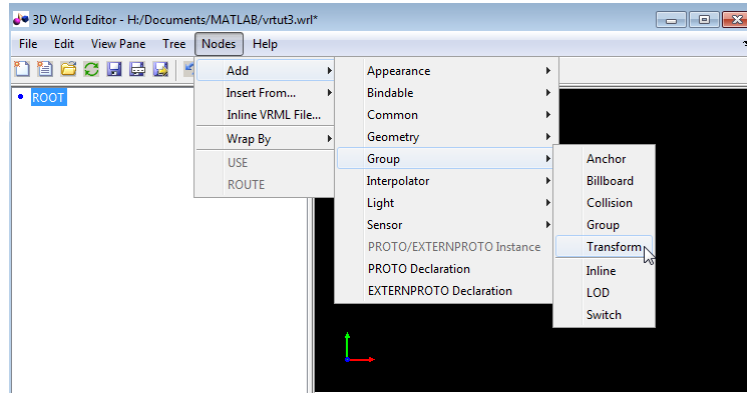 3D World Editor - H:/Documents/MATLAB/vrtut3.wrl*
File Edit View Pane Tree Nodes Help
ROOT
Add
Insert From...
Inline VRML File...
Wrap By
USE
ROUTE
Appearance
Bindable
Common
Geometry
Group
Interpolator
Light
Sensor
PROTO/EXTERNPROTO Instance
PROTO Declaration
EXTERNPROTO Declaration
Anchor
Billboard
Collision
Group
Transform
Inline
LOD
Switch